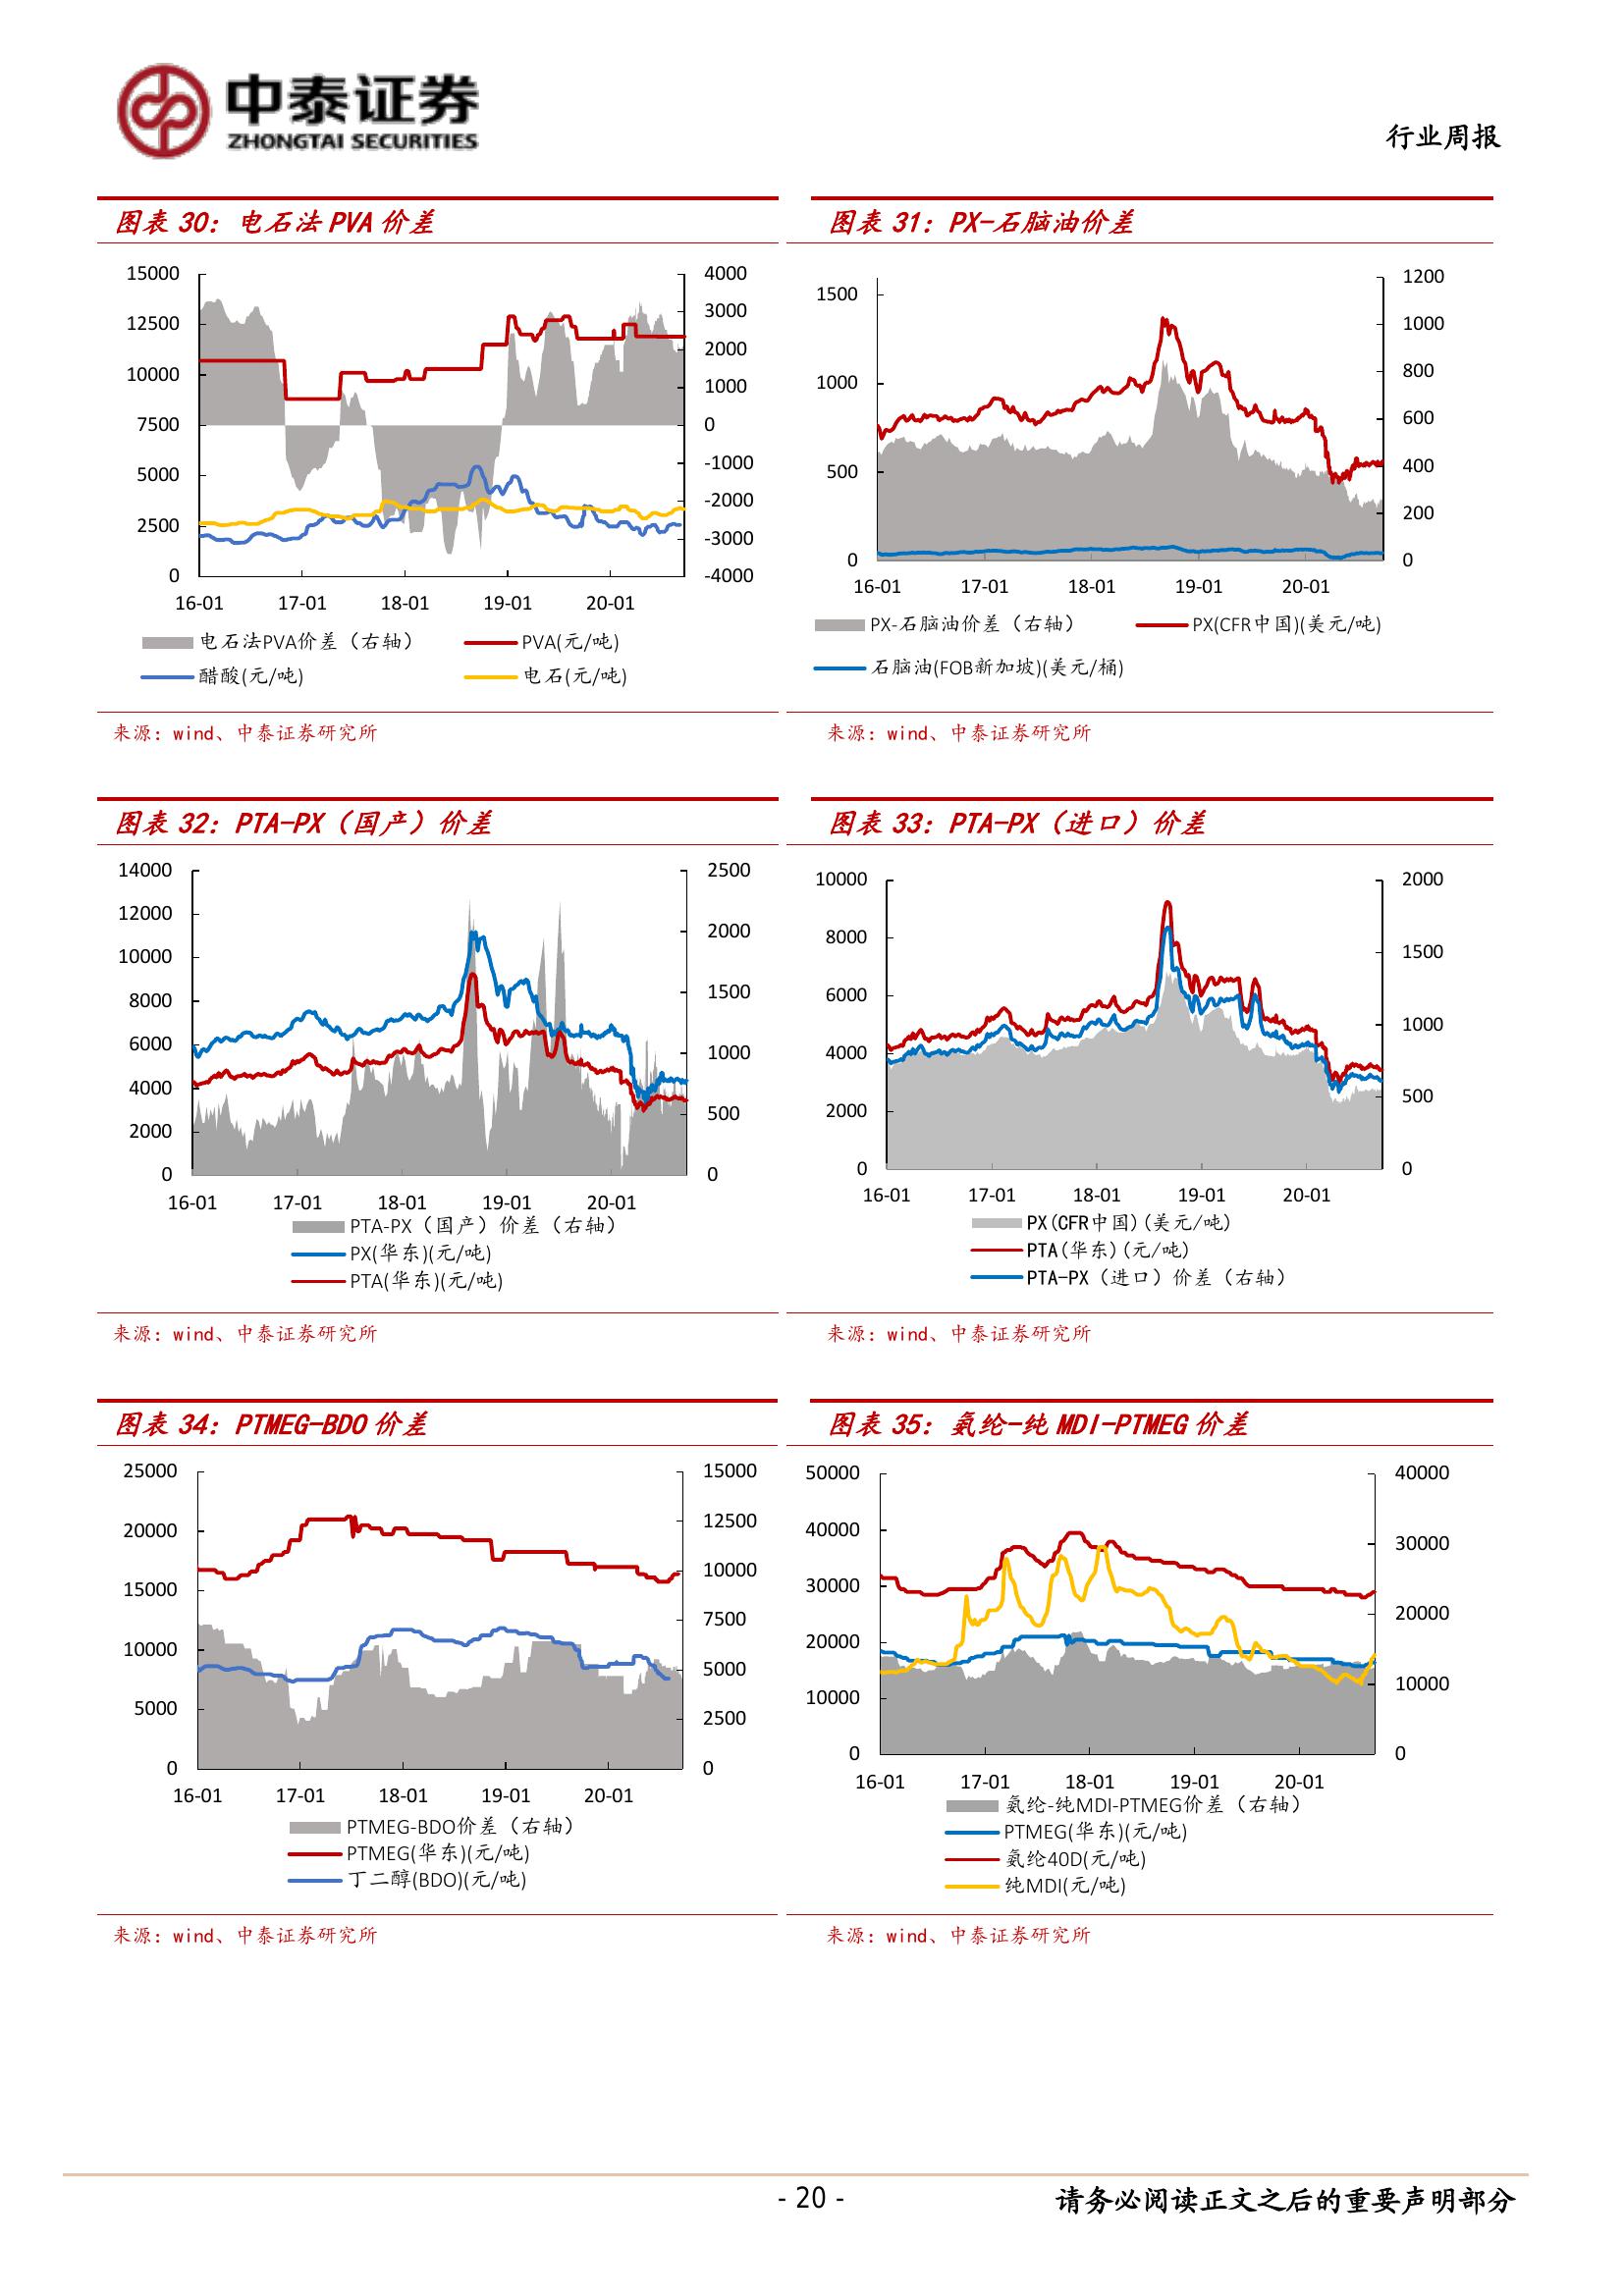 中泰证券
ZHONGTAI SECURITIES
行业周报
图表 30：电石法 PVA 价差
15000
12500
10000
7500
5000
2500
0
4000
3000
2000
1000
0
-1000
-2000
-3000
-4000
16-01 17-01 18-01 19-01 20-01
电石法PVA价差（右轴） PVA(元/吨)
醋酸(元/吨) 电石(元/吨)
来源：wind、中泰证券研究所
图表 31：PX-石脑油价差
1500
1000
500
0
1200
1000
800
600
400
200
0
16-01 17-01 18-01 19-01 20-01
PX-石脑油价差（右轴） PX(CFR中国)(美元/吨)
石脑油(FOB新加坡)(美元/桶)
来源：wind、中泰证券研究所
图表 32：PTA-PX（国产）价差
14000
12000
10000
8000
6000
4000
2000
0
2500
2000
1500
1000
500
0
16-01 17-01 18-01 19-01 20-01
PTA-PX（国产）价差（右轴）
PX(华东)(元/吨)
PTA(华东)(元/吨)
来源：wind、中泰证券研究所
图表 33：PTA-PX（进口）价差
10000
8000
6000
4000
2000
0
2000
1500
1000
500
0
16-01 17-01 18-01 19-01 20-01
PX(CFR中国)(美元/吨)
PTA(华东)(元/吨)
PTA-PX（进口）价差（右轴）
来源：wind、中泰证券研究所
图表 34：PTMEG-BDO 价差
25000
20000
15000
10000
5000
0
15000
12500
10000
7500
5000
2500
0
16-01 17-01 18-01 19-01 20-01
PTMEG-BDO价差（右轴）
PTMEG(华东)(元/吨)
丁二醇(BDO)(元/吨)
来源：wind、中泰证券研究所
图表 35：氨纶-纯 MDI-PTMEG 价差
50000
40000
30000
20000
10000
0
40000
30000
20000
10000
0
16-01 17-01 18-01 19-01 20-01
氨纶-纯MDI-PTMEG价差（右轴）
PTMEG(华东)(元/吨)
氨纶40D(元/吨)
纯MDI(元/吨)
来源：wind、中泰证券研究所
- 20 -
请务必阅读正文之后的重要声明部分